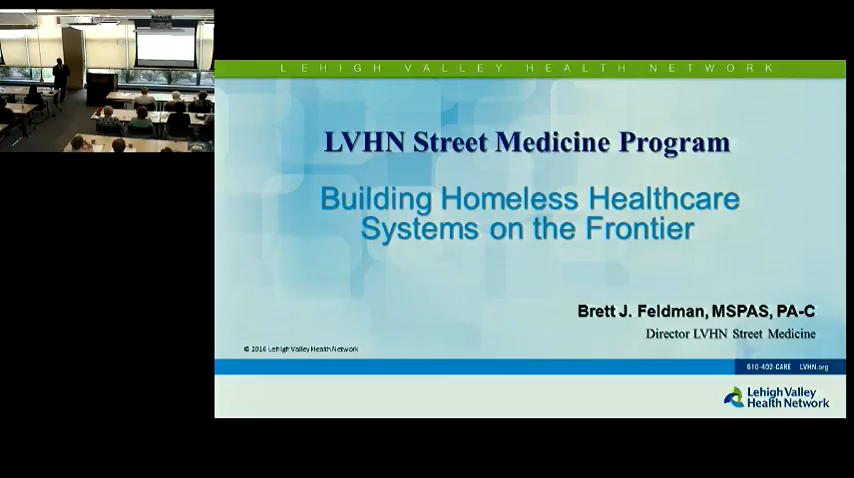 LEHIGH VALLEY HEALTH NETWORK
LVHN Street Medicine Program
Building Homeless Healthcare
Systems on the Frontier
Brett J. Feldman, MSPAS, PA-C
Director LVHN Street Medicine
© 2016 Lehigh Valley Health Network
610-402-CARE LVHN.org
Lehigh Valley
Health Network